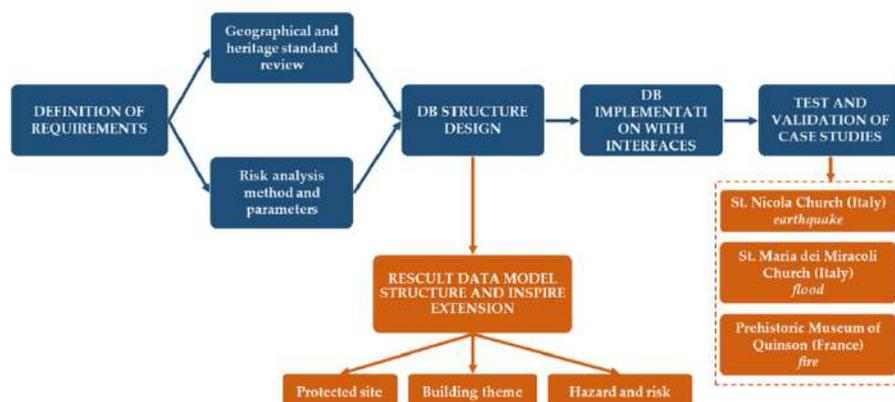 Geographical and
heritage standard
review
DEFINITION OF
REQUIREMENTS
Risk analysis
method and
parameters
DB STRUCTURE
DESIGN
DB
IMPLEMENTATI
ON WITH
INTERFACES
TEST AND
VALIDATION OF
CASE STUDIES
St. Nicola Church (Italy)
earthquake
St. Maria dei Miracoli
Church (Italy)
flood
Prehistoric Museum of
Quinson (France)
fire
RESCULT DATA MODEL
STRUCTURE AND INSPIRE
EXTENSION
Protected site
Building theme
Hazard and risk